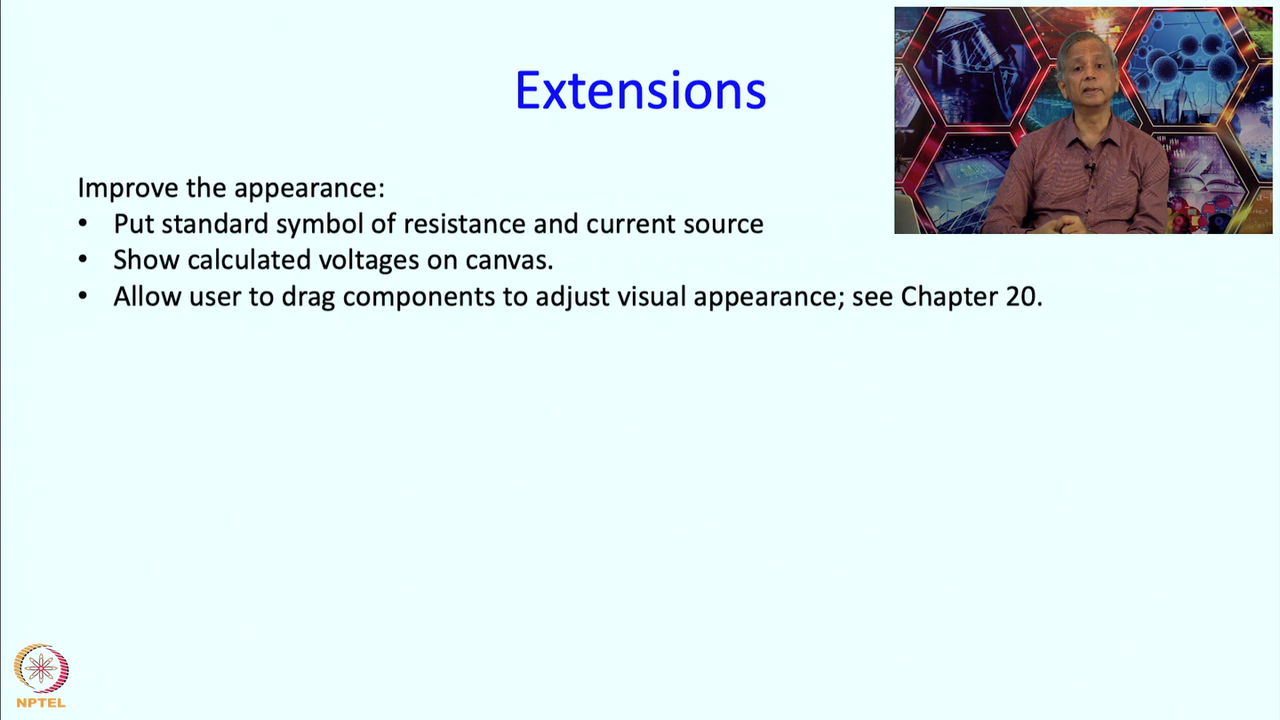 Extensions
Improve the appearance:
• Put standard symbol of resistance and current source
• Show calculated voltages on canvas.
• Allow user to drag components to adjust visual appearance; see Chapter 20.
NPTEL